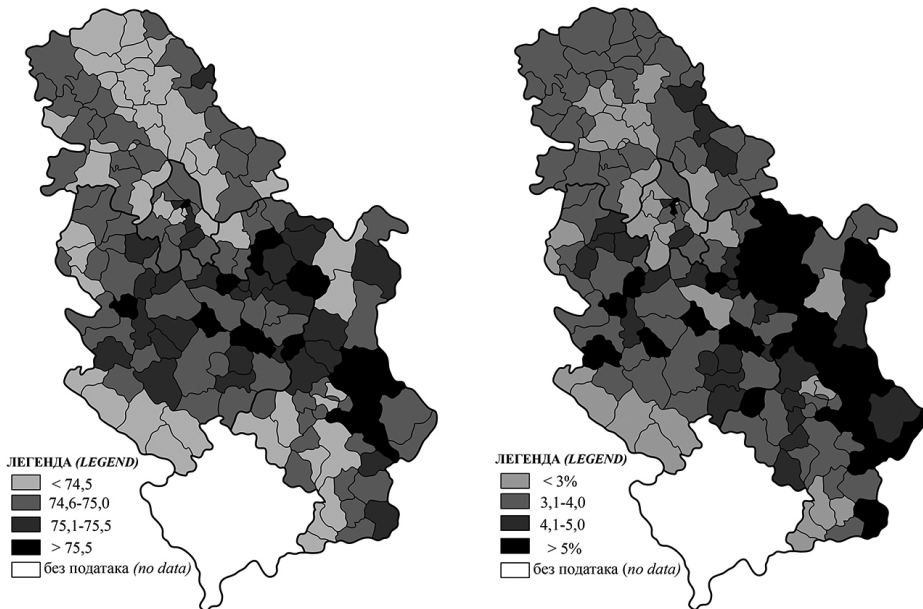 ЛЕГЕНДА (LEGEND)
< 74,5
74,6-75,0
75,1-75,5
> 75,5
без података (no data)
ЛЕГЕНДА (LEGEND)
< 3%
3,1-4,0
4,1-5,0
> 5%
без података (no data)